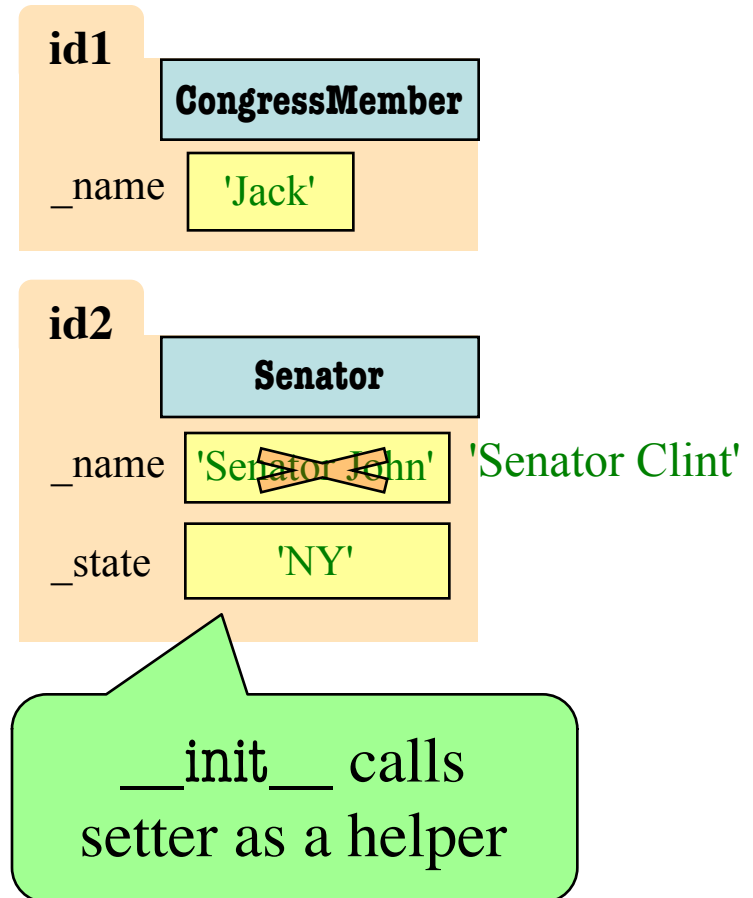 id1
CongressMember
_name 'Jack'
id2
Senator
_name 'Senator John' 'Senator Clint'
_state 'NY'
__init__ calls
setter as a helper